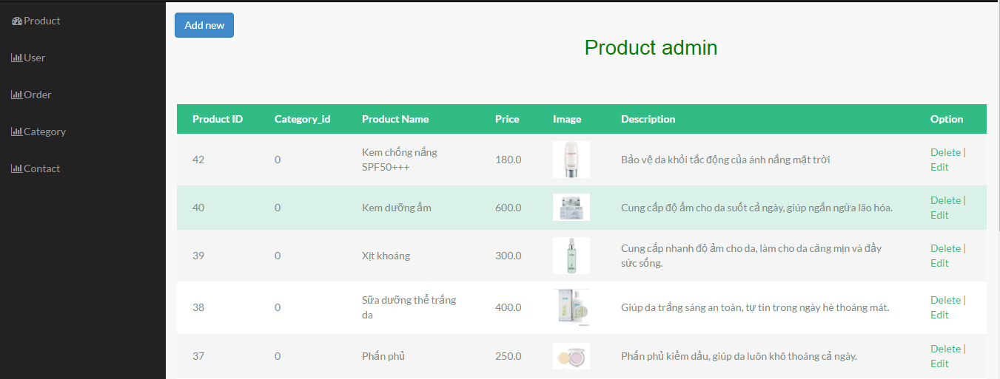 Product
User
Order
Category
Contact
Add new
Product admin
Product ID Category_id Product Name Price Image Description Option
42 0 Kem chống nắng SPF50+++ 180.0 Bảo vệ da khỏi tắc động của ánh nắng mặt trời Delete | Edit
40 0 Kem dưỡng ẩm 600.0 Cung cấp độ ẩm cho da suốt cả ngày, giúp ngắn ngừa lão hóa. Delete | Edit
39 0 Xịt khoáng 300.0 Cung cấp nhanh độ ảm cho da, làm cho da căng mịn và đầy sức sống. Delete | Edit
38 0 Sữa dưỡng thể trắng da 400.0 Giúp da trắng sáng an toàn, tự tin trong ngày hè thoáng mát. Delete | Edit
37 0 Phấn phủ 250.0 Phấn phủ kiềm dầu, giúp da luôn khô thoáng cả ngày. Delete | Edit